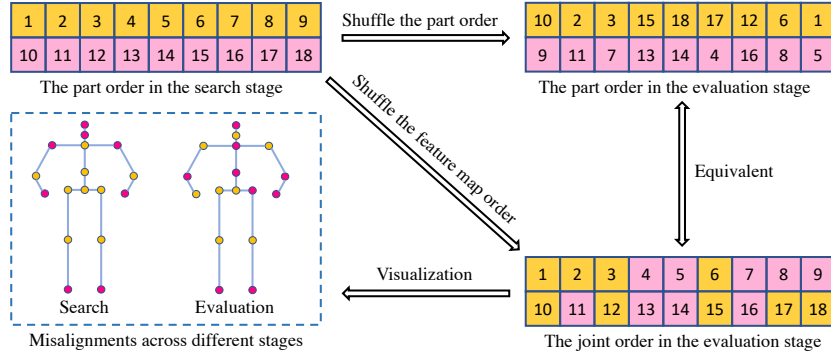 1 2 3 4 5 6 7 8 9
10 11 12 13 14 15 16 17 18
The part order in the search stage
Shuffle the part order
10 2 3 15 18 17 12 6 1
9 11 7 13 14 4 16 8 5
The part order in the evaluation stage
Shuffle the feature map order
Equivalent
Search
Evaluation
Misalignments across different stages
Visualization
1 2 3 4 5 6 7 8 9
10 11 12 13 14 15 16 17 18
The joint order in the evaluation stage